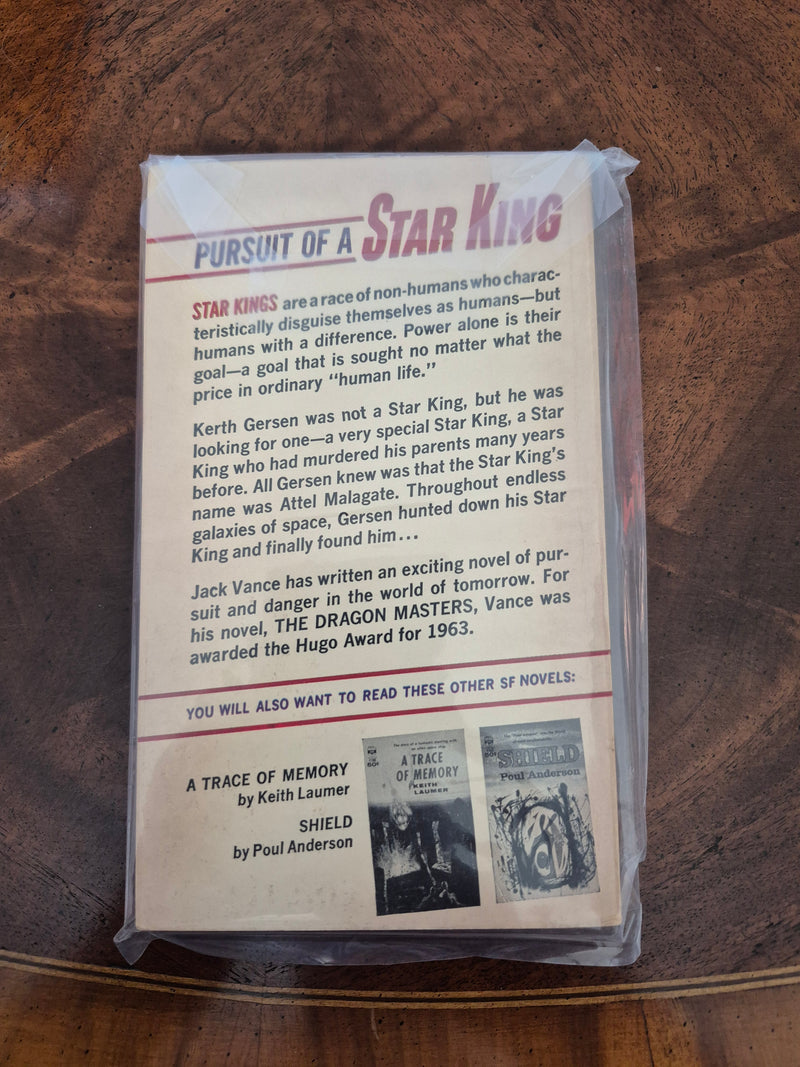 PURSUIT OF A STAR KING
STAR KINGS are a race of non-humans who charac-
teristically disguise themselves as humans—but
humans with a difference. Power alone is their
goal—a goal that is sought no matter what the
price in ordinary "human life."
Kerth Gersen was not a Star King, but he was
looking for one—a very special Star King, a Star
King who had murdered his parents many years
before. All Gersen knew was that the Star King's
name was Attel Malagate. Throughout endless
galaxies of space, Gersen hunted down his Star
King and finally found him...
Jack Vance has written an exciting novel of pur-
suit and danger in the world of tomorrow. For
his novel, THE DRAGON MASTERS, Vance was
awarded the Hugo Award for 1963.
YOU WILL ALSO WANT TO READ THESE OTHER SF NOVELS:
A TRACE OF MEMORY
by Keith Laumer
SHIELD
by Poul Anderson
50¢
A TRACE
OF MEMORY
KEITH
LAUMER
50¢
SHIELD
Poul Anderson